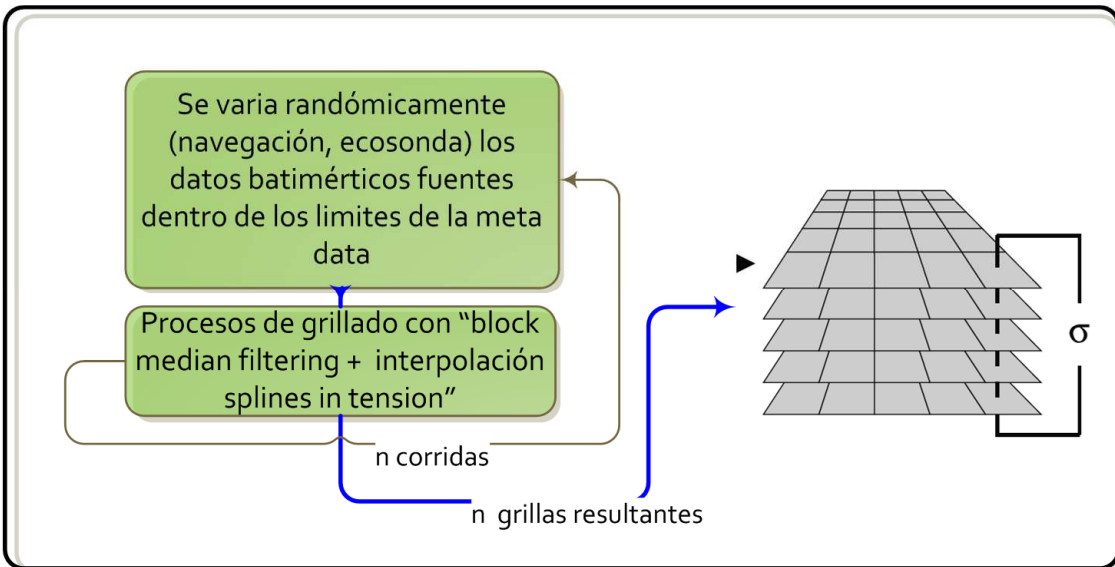 Se varia randómicamente
(navegación, ecosonda) los
datos batimérticos fuentes
dentro de los limites de la meta
data
Procesos de grillado con “block
median filtering + interpolación
splines in tension”
n corridas
n grillas resultantes
σ